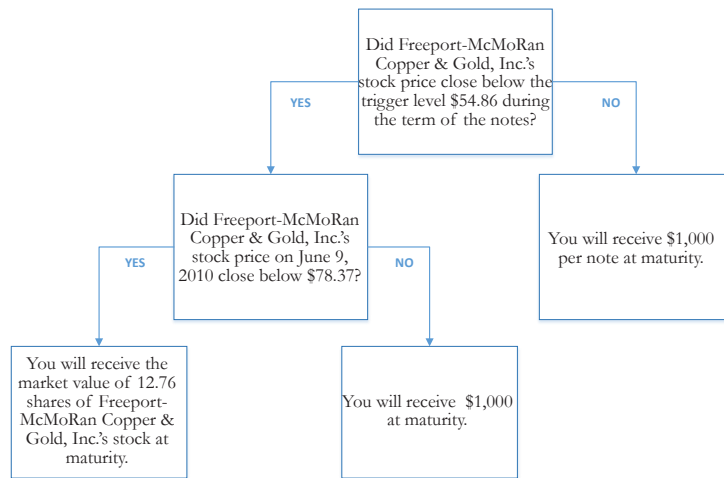 Did Freeport-McMoRan
Copper & Gold, Inc.'s
stock price close below the
trigger level $54.86 during
the term of the notes?
YES
NO
Did Freeport-McMoRan
Copper & Gold, Inc.'s
stock price on June 9,
2010 close below $78.37?
You will receive $1,000
per note at maturity.
YES
NO
You will receive the
market value of 12.76
shares of Freeport-
McMoRan Copper &
Gold, Inc.'s stock at
maturity.
You will receive $1,000
at maturity.